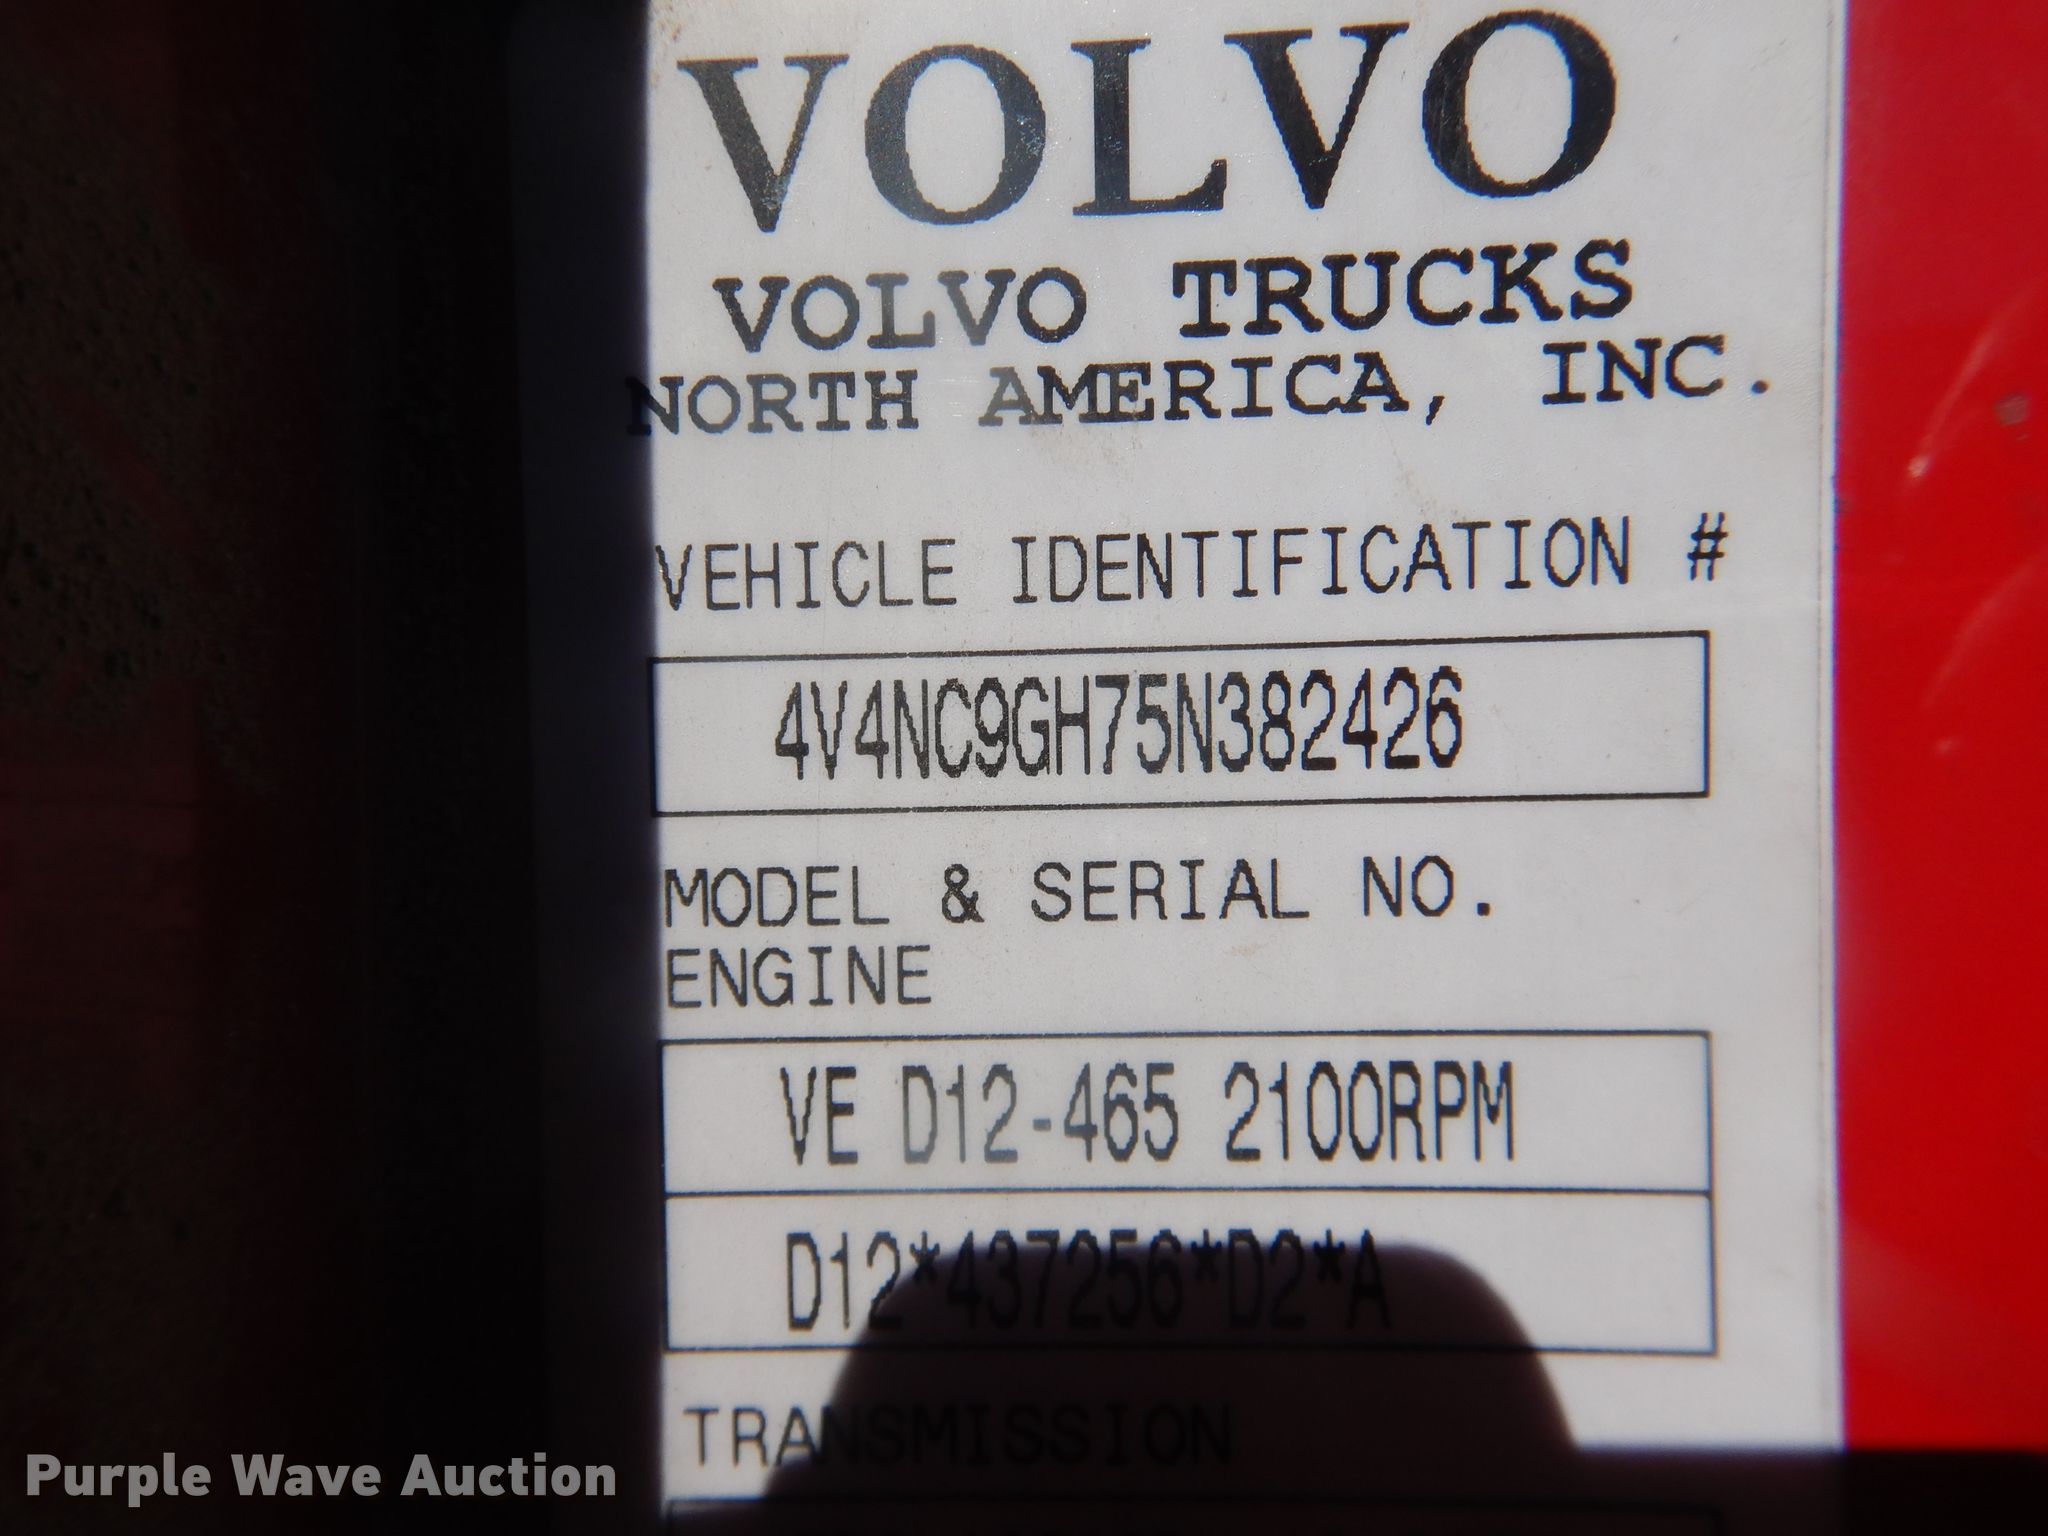 VOLVO
VOLVO TRUCKS
NORTH AMERICA, INC.
VEHICLE IDENTIFICATION #
4V4NC9GH75N382426
MODEL & SERIAL NO.
ENGINE
VE D12-465 2100RPM
D12*437256*D2*A
TRANSMISSION
Purple Wave Auction